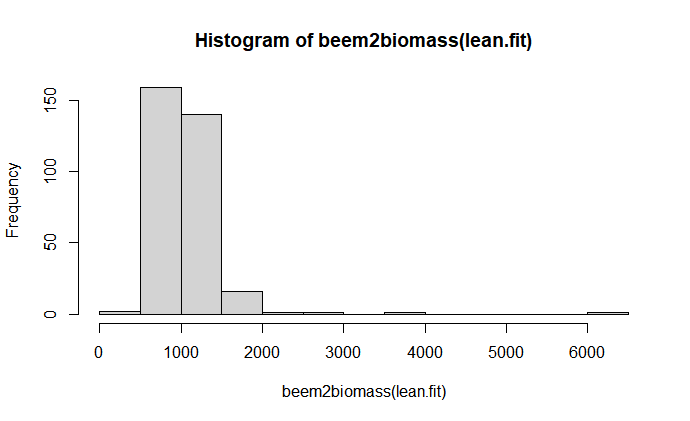 Histogram of beem2biomass(lean.fit)
Frequency
150
100
50
0
0 1000 2000 3000 4000 5000 6000
beem2biomass(lean.fit)